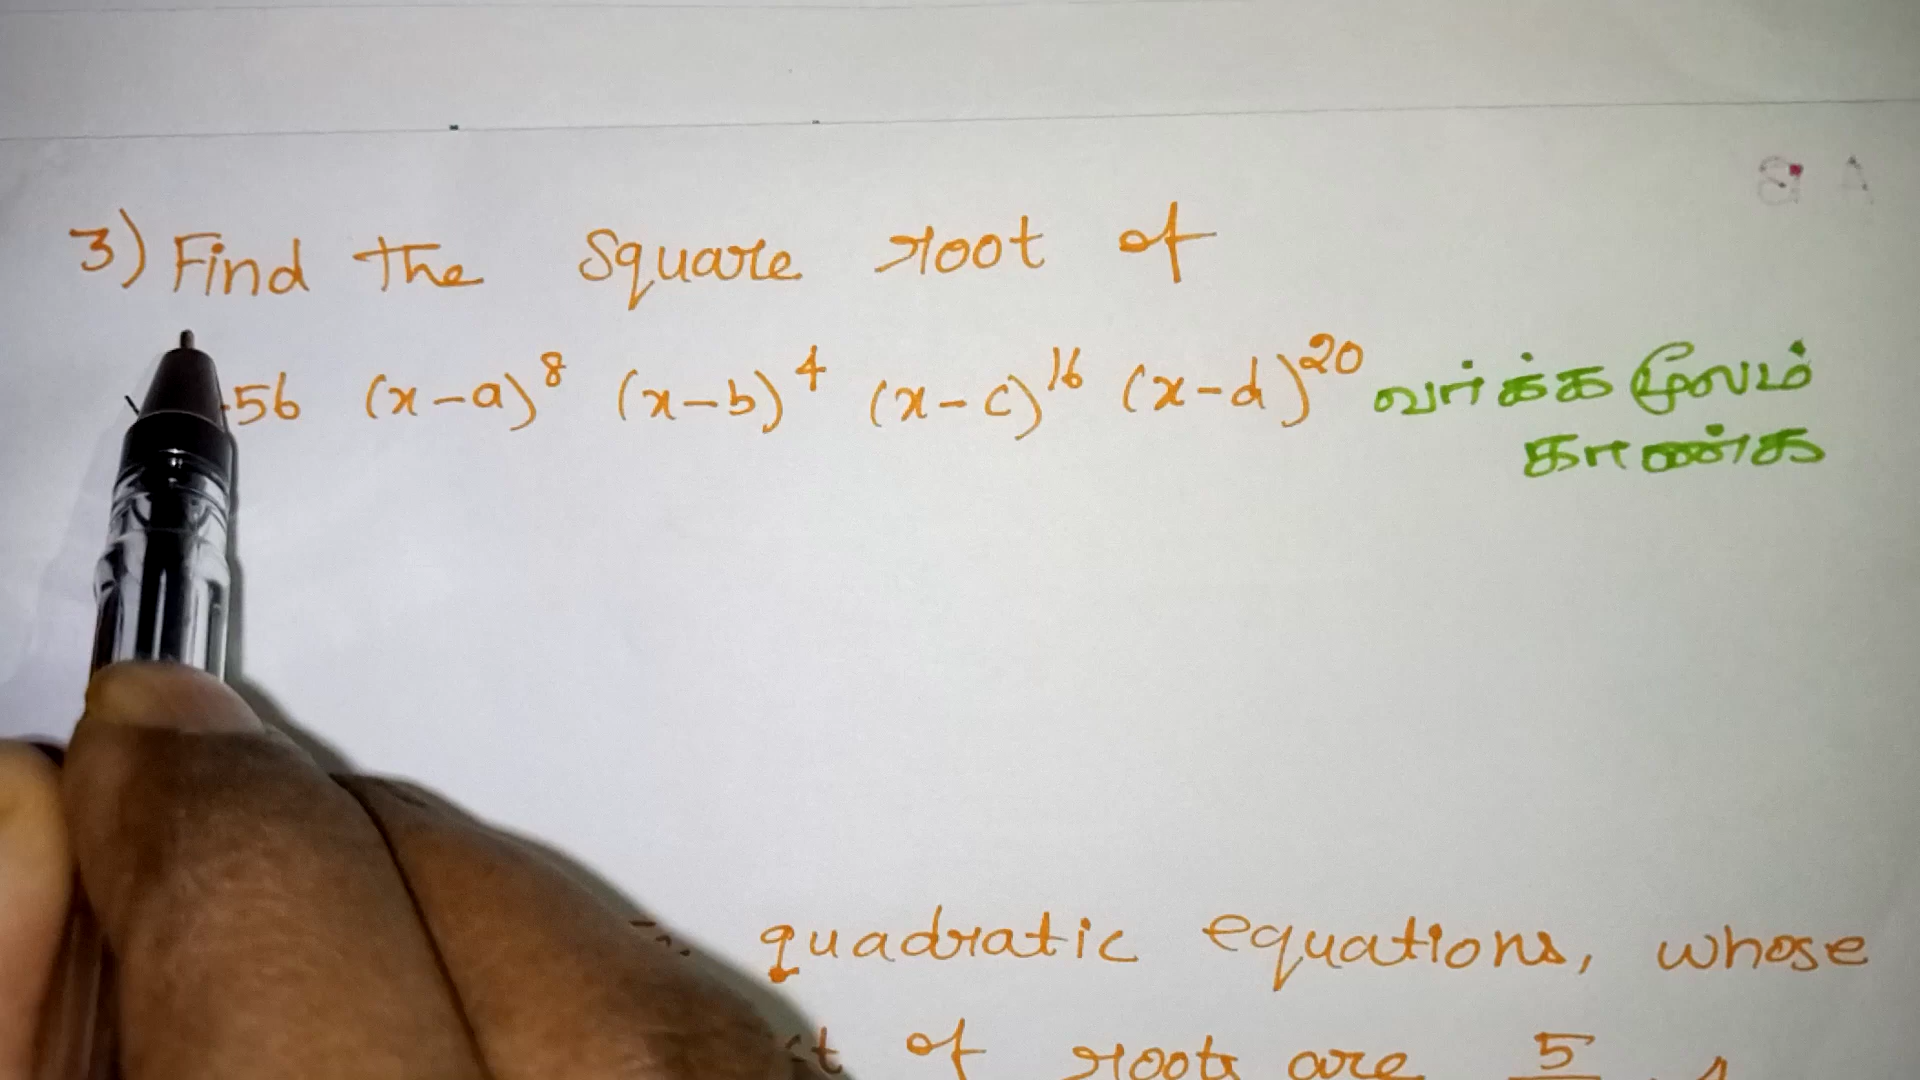 3) Find the square root of
56 (x-a)⁸ (x-b)⁴ (x-c)¹⁶ (x-d)²⁰ வர்க்க மூலம்
காண்க
quadratic equations, whose
of roots are 5